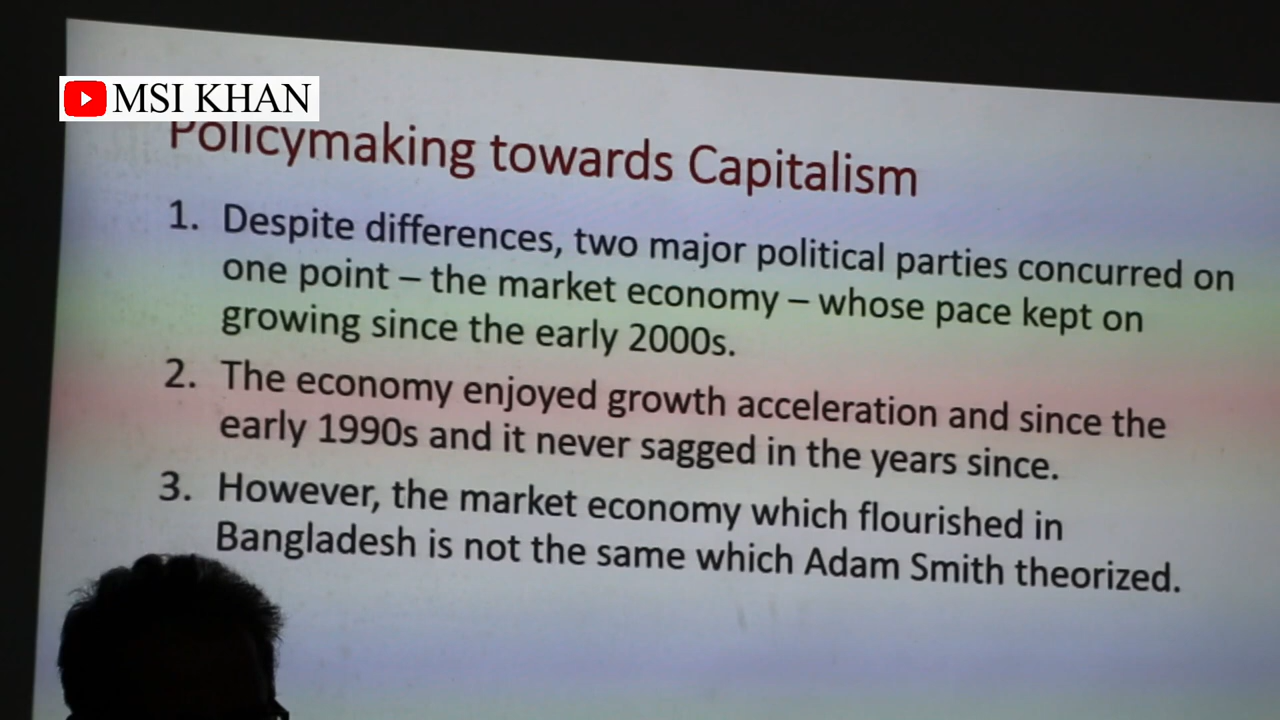 MSI KHAN
Policymaking towards Capitalism
1. Despite differences, two major political parties concurred on
one point – the market economy – whose pace kept on
growing since the early 2000s.
2. The economy enjoyed growth acceleration and since the
early 1990s and it never sagged in the years since.
3. However, the market economy which flourished in
Bangladesh is not the same which Adam Smith theorized.